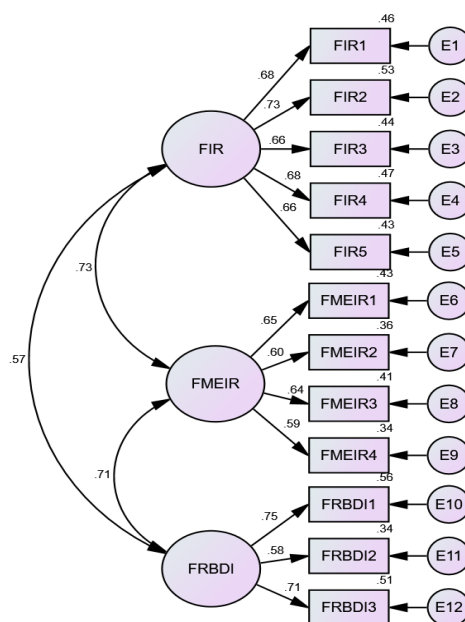 .46
FIR1
E1
.68
.53
FIR2
E2
.73
.44
FIR
.66
FIR3
E3
.47
.68
FIR4
E4
.66
.43
FIR5
E5
.43
.73
.65
FMEIR1
E6
.36
.57
.60
FMEIR2
E7
.41
FMEIR
.64
FMEIR3
E8
.34
.59
FMEIR4
E9
.56
.71
.75
FRBDI1
E10
.34
FRBDI
.58
FRBDI2
E11
.51
.71
FRBDI3
E12